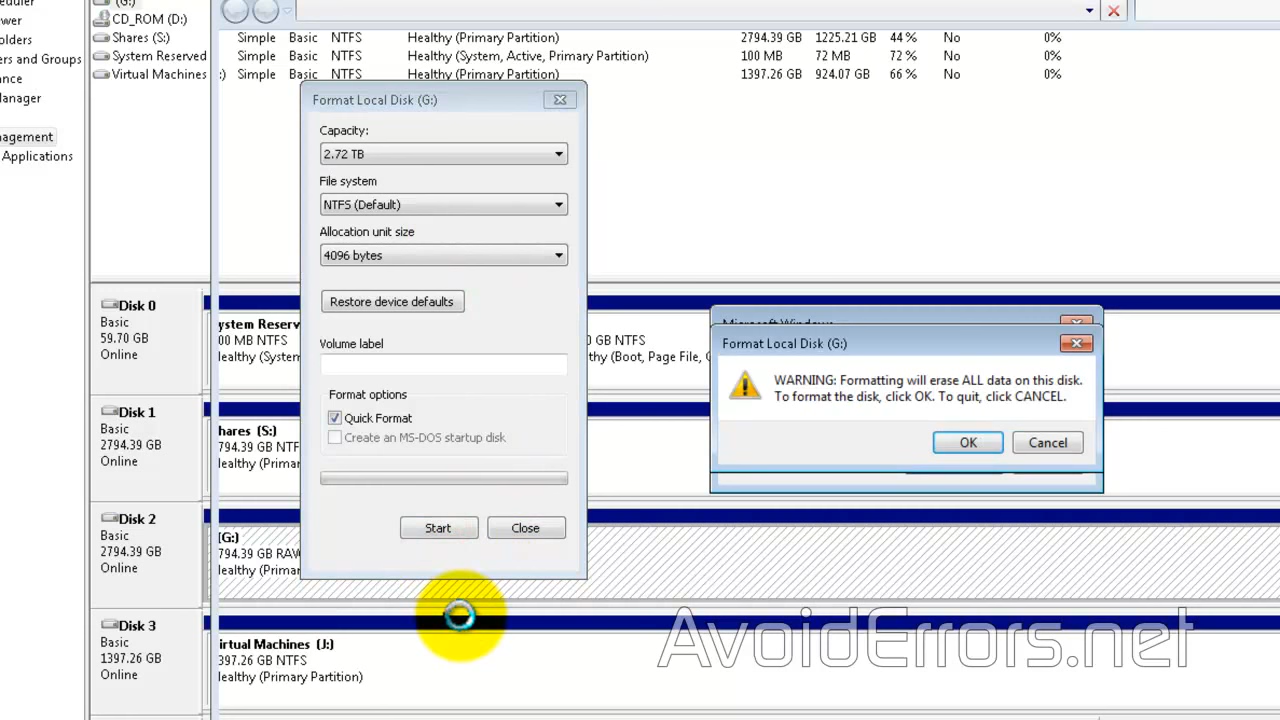 eduler
ewer
olders
ers and Groups
ance
anager
nagement
Applications
(G:)
CD_ROM (D:)
Shares (S:)
System Reserved
Virtual Machines :)
Simple Basic NTFS Healthy (Primary Partition) 2794.39 GB 1225.21 GB 44 % No 0%
Simple Basic NTFS Healthy (System, Active, Primary Partition) 100 MB 72 MB 72 % No 0%
Simple Basic NTFS Healthy (Primary Partition) 1397.26 GB 924.07 GB 66 % No 0%
Format Local Disk (G:)
Capacity:
2.72 TB
File system
NTFS (Default)
Allocation unit size
4096 bytes
Restore device defaults
Volume label
Format options
Quick Format
Create an MS-DOS startup disk
Start Close
Microsoft Windows
Format Local Disk (G:)
WARNING: Formatting will erase ALL data on this disk.
To format the disk, click OK. To quit, click CANCEL.
OK Cancel
Disk 0
Basic
59.70 GB
Online
ystem Reserv
00 MB NTFS
ealthy (System
0 GB NTFS
thy (Boot, Page File, C
Disk 1
Basic
2794.39 GB
Online
hares (S:)
794.39 GB NTF
ealthy (Primar
Disk 2
Basic
2794.39 GB
Online
(G:)
794.39 GB RAW
ealthy (Primar
Disk 3
Basic
1397.26 GB
Online
irtual Machines (J:)
397.26 GB NTFS
ealthy (Primary Partition)
AvoidErrors.net